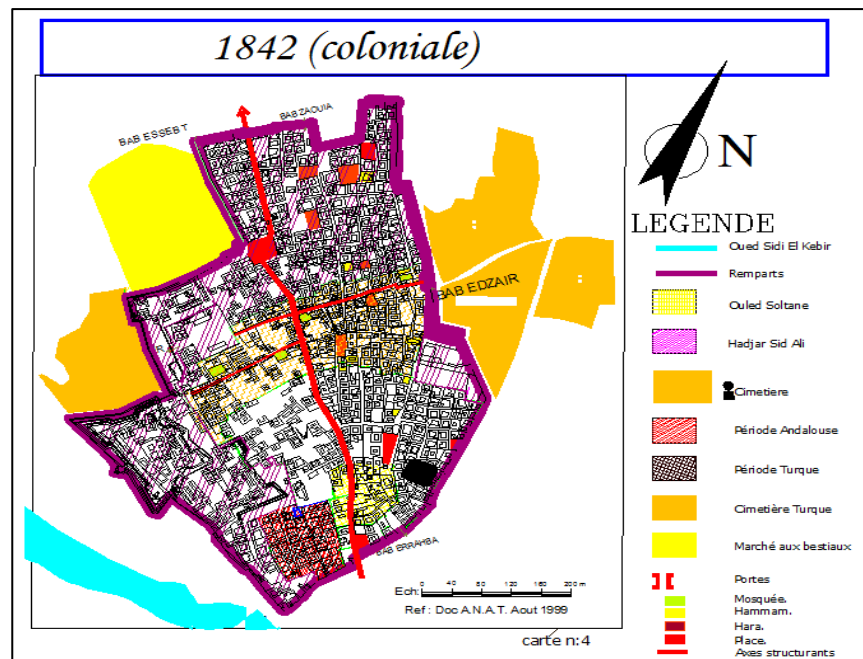 1842 (coloniale)
BAB ESSEBT
BAB ZAOUIA
N
LEGENDE
Oued Sidi El Kebir
Remparts
Ouled Soltane
Hadjar Sid Ali
Cimetiere
Période Andalouse
Période Turque
Cimetière Turque
Marché aux bestiaux
Portes
Mosquée.
Hammam.
Hara.
Place.
Axes structurants
BAB EDZAIR
BAB ERRAHBA
Ech:
0 40 80 120 160 200 m
Ref : Doc A.N.A.T. Aout 1999
carte n:4